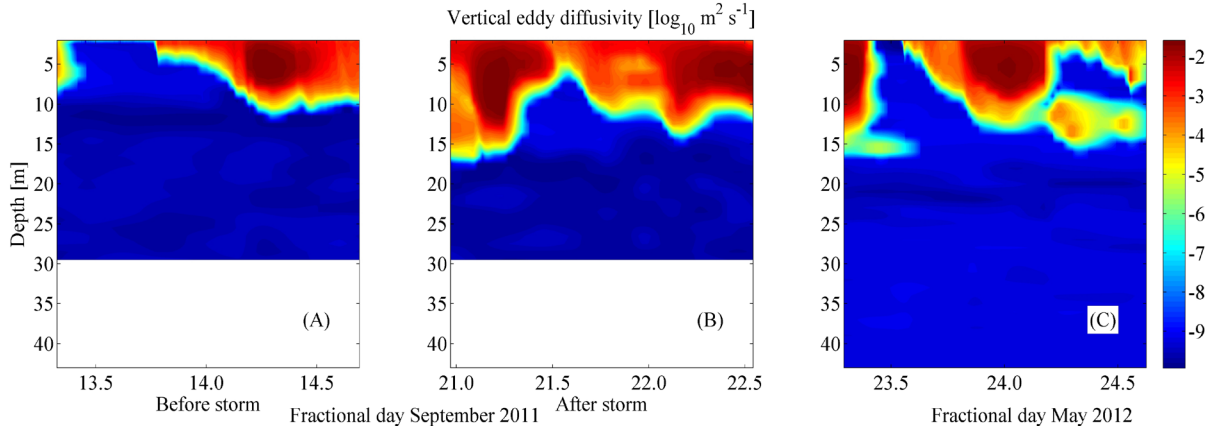 Vertical eddy diffusivity [log10 m2 s-1]
Depth [m]
5
10
15
20
25
30
35
40
(A)
13.5 14.0 14.5
Before storm
5
10
15
20
25
30
35
40
(B)
21.0 21.5 22.0 22.5
After storm
Fractional day September 2011
5
10
15
20
25
30
35
40
(C)
23.5 24.0 24.5
Fractional day May 2012
-2
-3
-4
-5
-6
-7
-8
-9